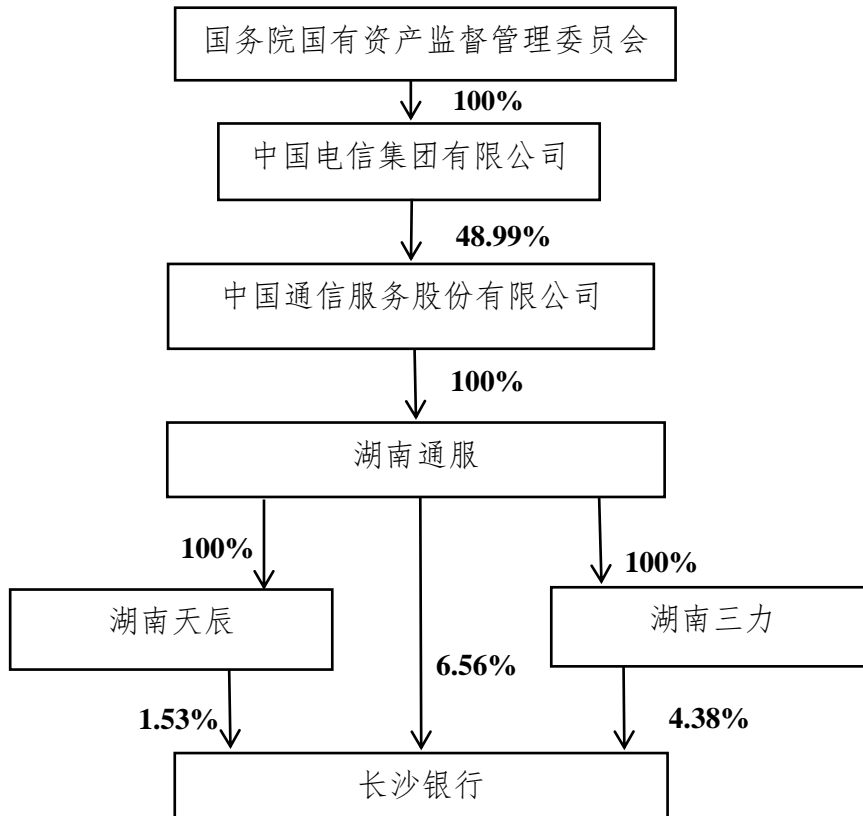 国务院国有资产监督管理委员会
100%
中国电信集团有限公司
48.99%
中国通信服务股份有限公司
100%
湖南通服
100%
100%
湖南天辰
湖南三力
6.56%
1.53%
4.38%
长沙银行